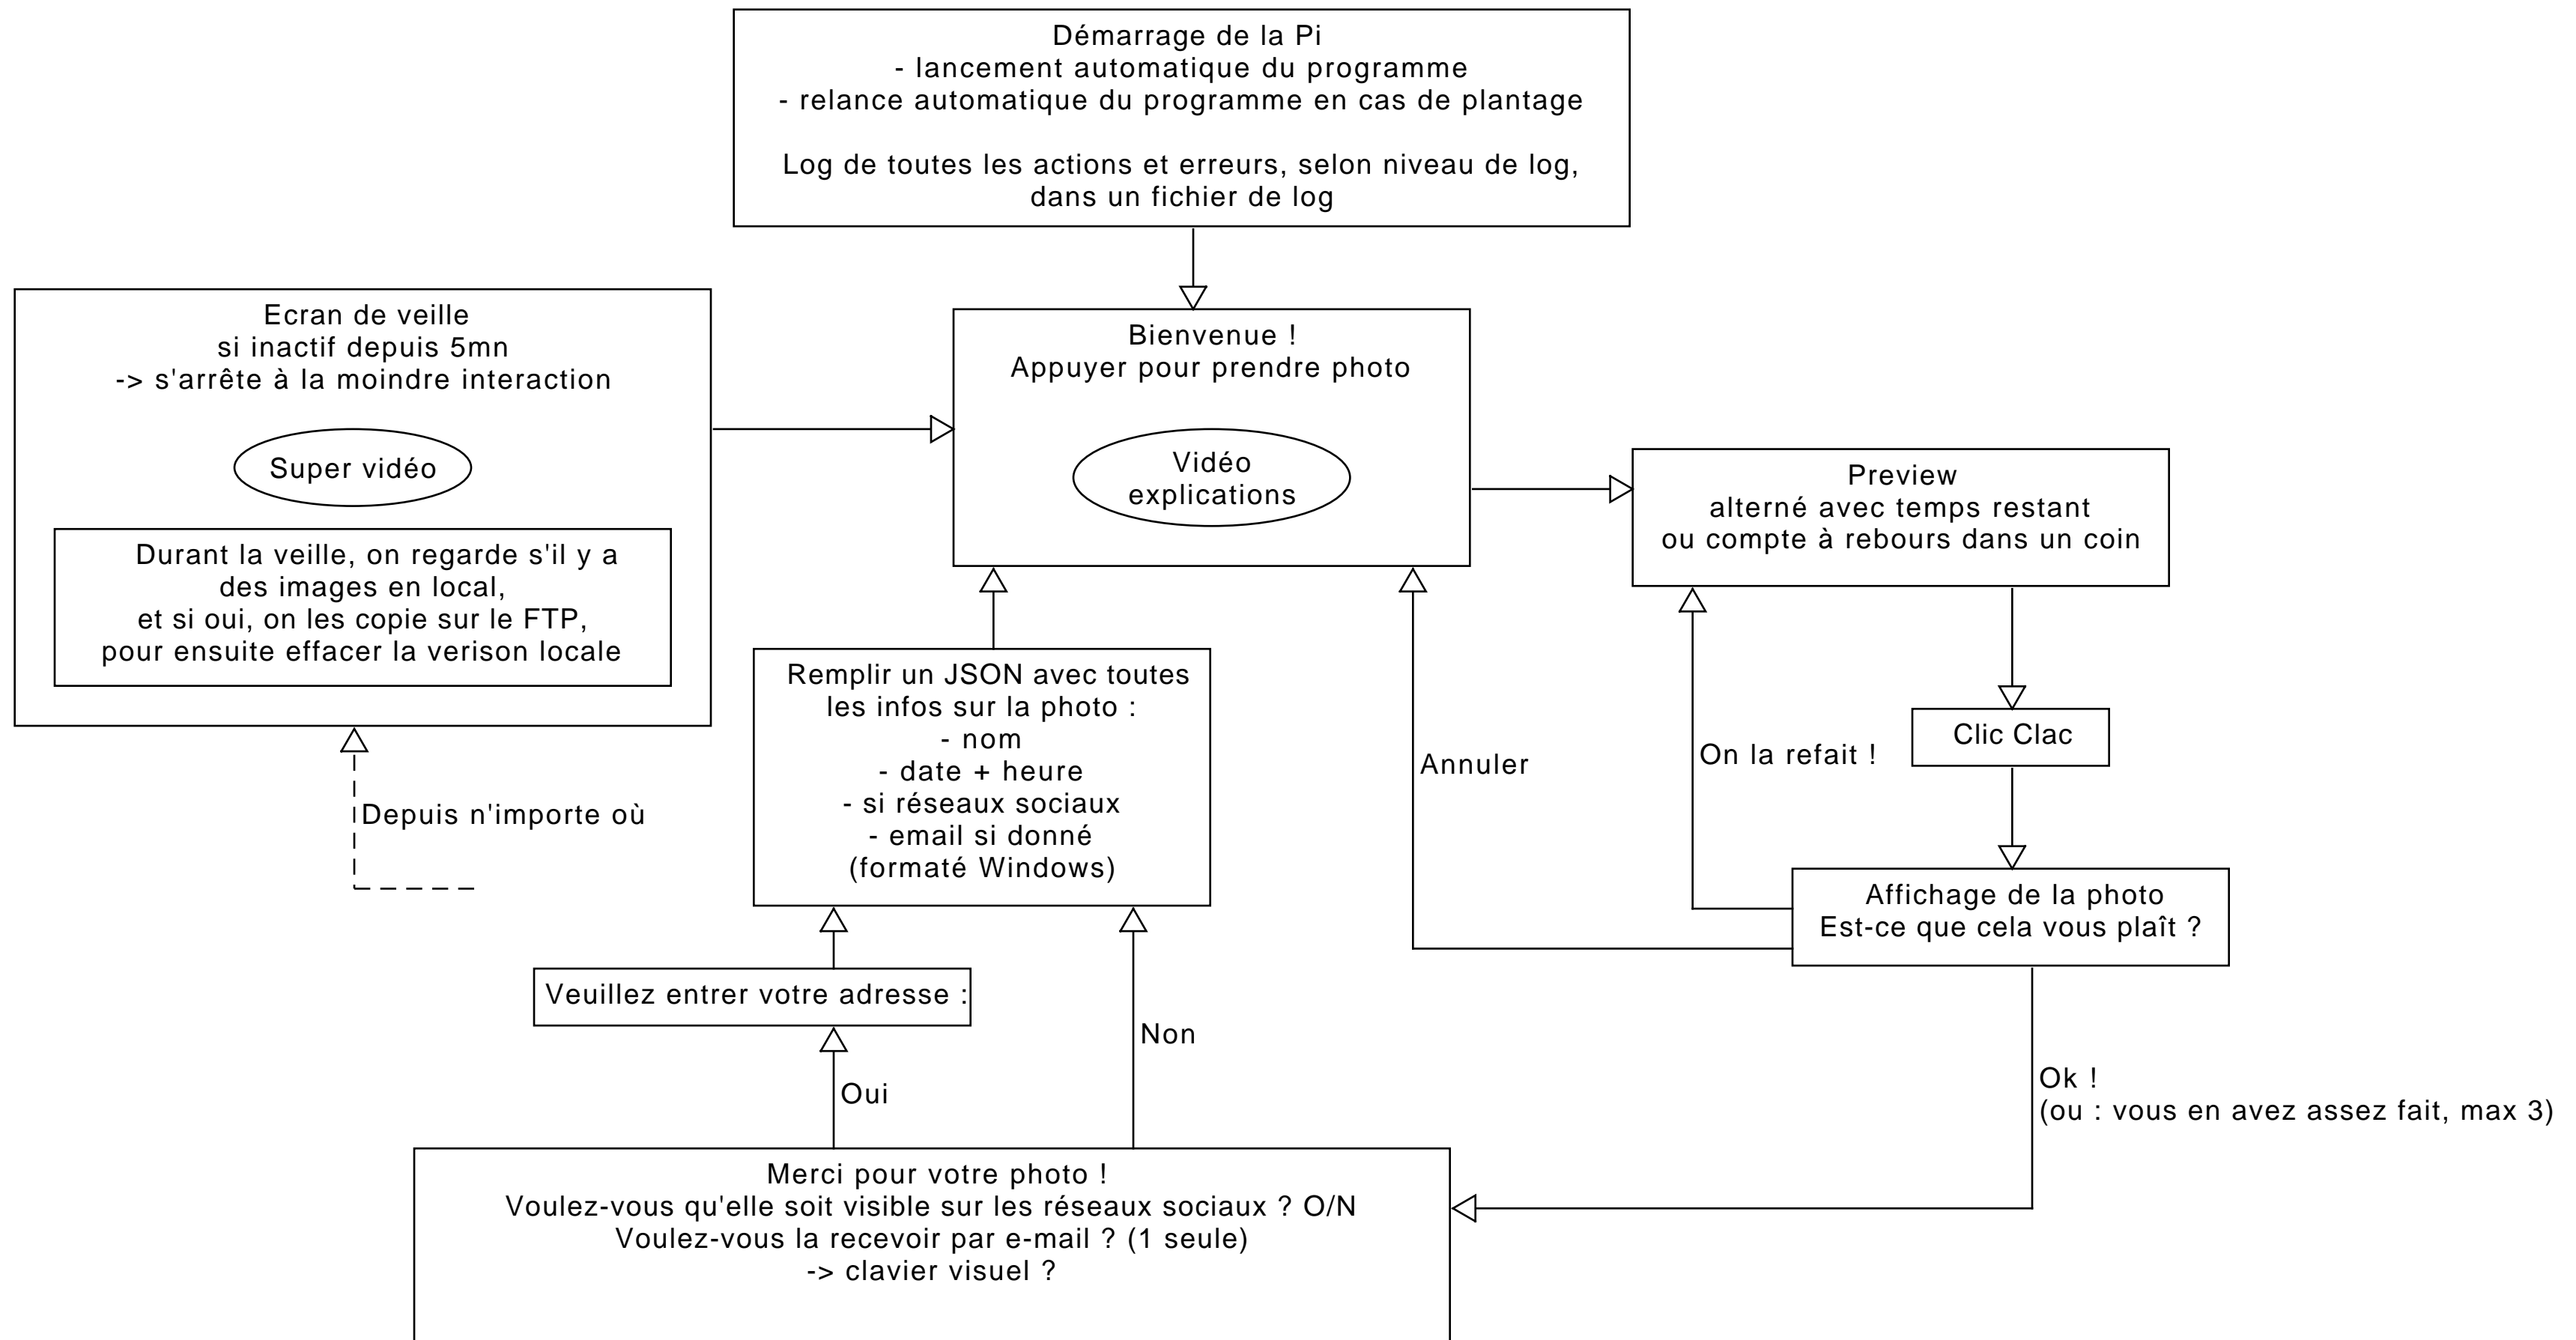 Démarrage de la Pi
- lancement automatique du programme
- relance automatique du programme en cas de plantage
Log de toutes les actions et erreurs, selon niveau de log,
dans un fichier de log
Ecran de veille
si inactif depuis 5mn
-> s'arrête à la moindre interaction
Super vidéo
Durant la veille, on regarde s'il y a
des images en local,
et si oui, on les copie sur le FTP,
pour ensuite effacer la verison locale
Depuis n'importe où
Bienvenue !
Appuyer pour prendre photo
Vidéo
explications
Preview
alterné avec temps restant
ou compte à rebours dans un coin
Clic Clac
On la refait !
Annuler
Affichage de la photo
Est-ce que cela vous plaît ?
Ok !
(ou : vous en avez assez fait, max 3)
Remplir un JSON avec toutes
les infos sur la photo :
- nom
- date + heure
- si réseaux sociaux
- email si donné
(formaté Windows)
Veuillez entrer votre adresse :
Non
Oui
Merci pour votre photo !
Voulez-vous qu'elle soit visible sur les réseaux sociaux ? O/N
Voulez-vous la recevoir par e-mail ? (1 seule)
-> clavier visuel ?